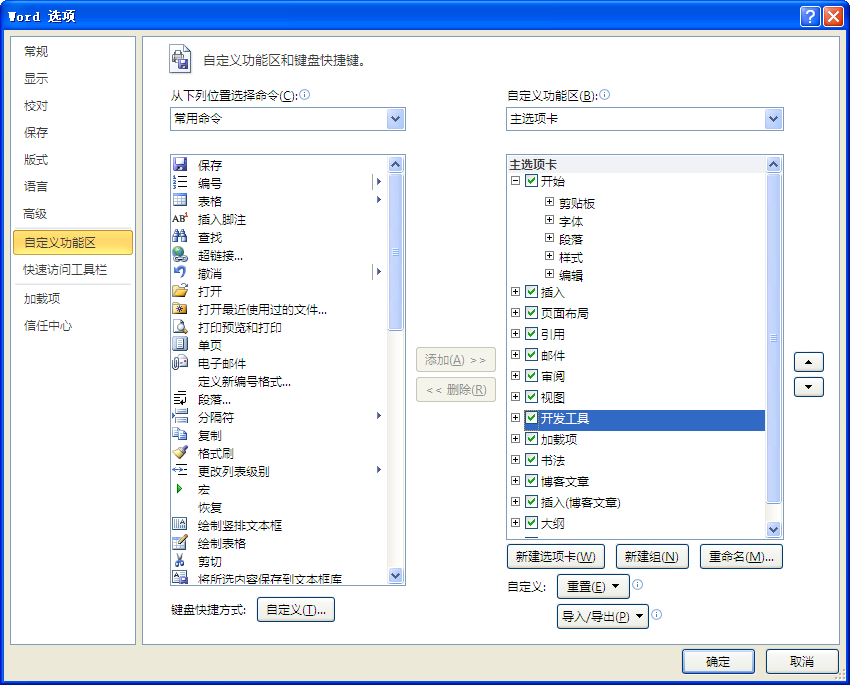 Word 选项
常规
显示
校对
保存
版式
语言
高级
自定义功能区
快速访问工具栏
加载项
信任中心
自定义功能区和键盘快捷键。
从下列位置选择命令(C):
常用命令
保存
编号
表格
插入脚注
查找
超链接...
撤消
打开
打开最近使用过的文件...
打印预览和打印
单页
电子邮件
定义新编号格式...
段落...
分隔符
复制
格式刷
更改列表级别
宏
恢复
绘制竖排文本框
绘制表格
剪切
将所选内容保存到文本框库
键盘快捷方式: 自定义(T)...
添加(A) >>
<< 删除(R)
自定义功能区(B):
主选项卡
主选项卡
开始
剪贴板
字体
段落
样式
编辑
插入
页面布局
引用
邮件
审阅
视图
开发工具
加载项
书法
博客文章
插入(博客文章)
大纲
新建选项卡(W) 新建组(N) 重命名(M)...
自定义: 重置(E)
导入/导出(P)
确定 取消